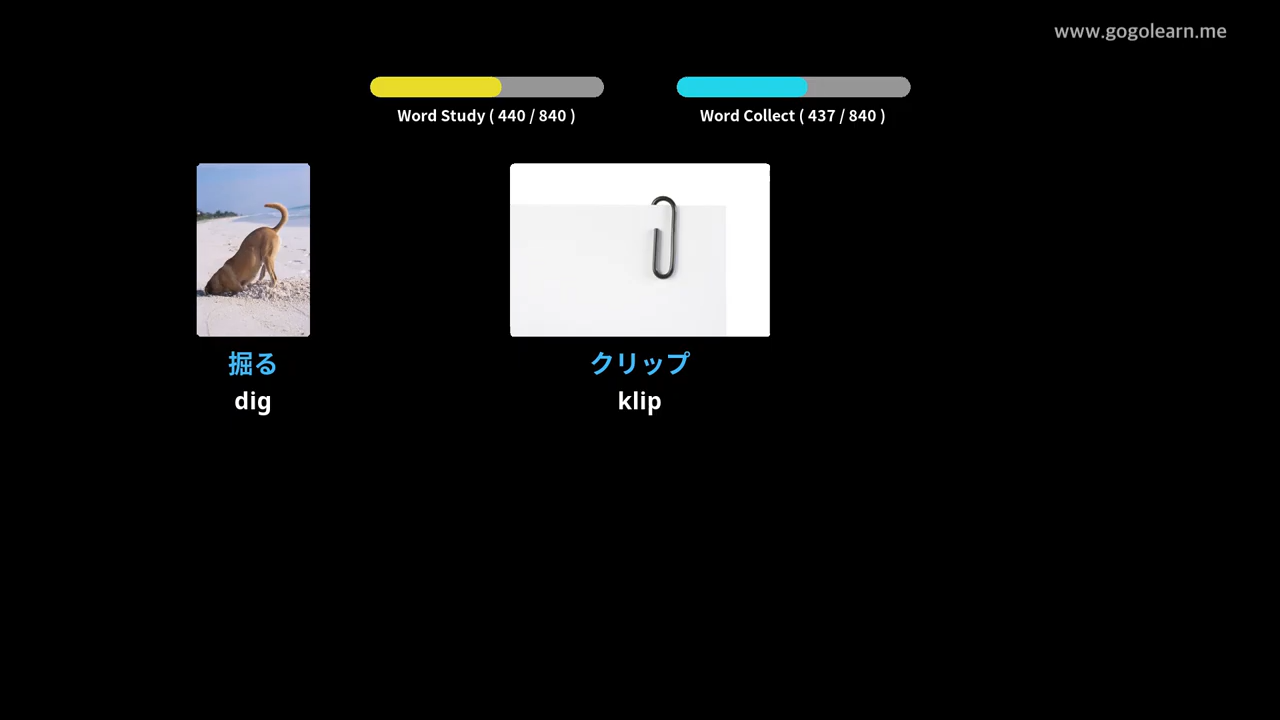 www.gogolearn.me
Word Study ( 440 / 840 )
Word Collect ( 437 / 840 )
掘る
dig
クリップ
klip